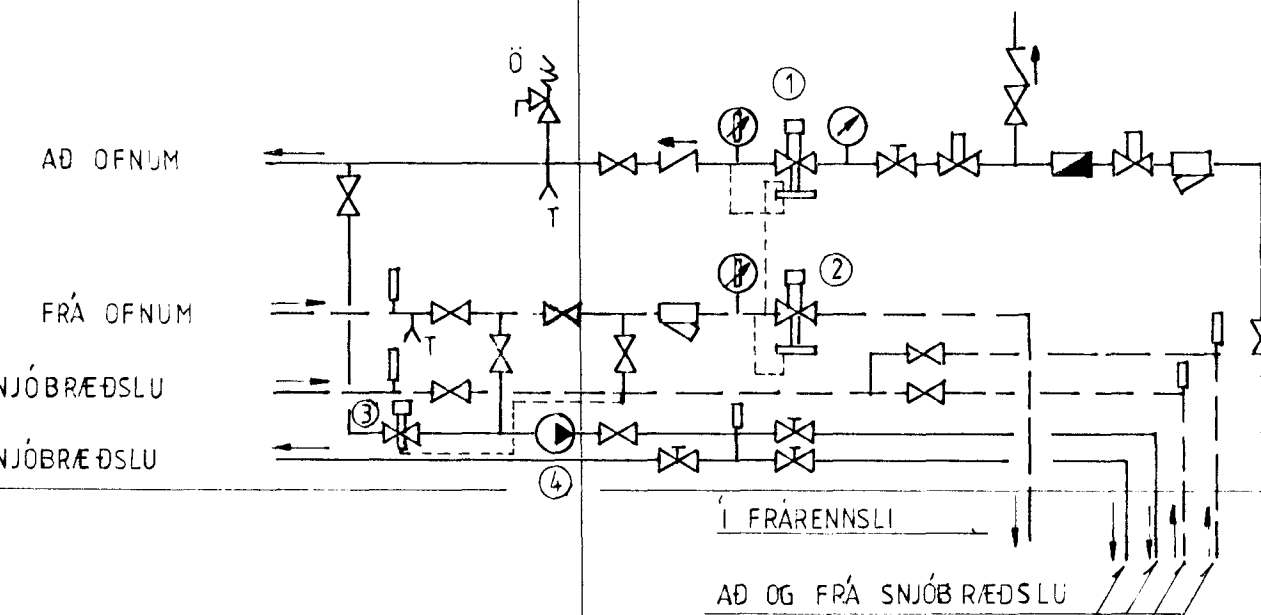 Ö
1
AÐ OFNUM
T
2
FRÁ OFNUM
T
NJÓBRÆÐSLU
3
NJÓBRÆÐSLU
4
Í FRÁRENNSLI
AÐ OG FRÁ SNJÓBRÆÐSLU